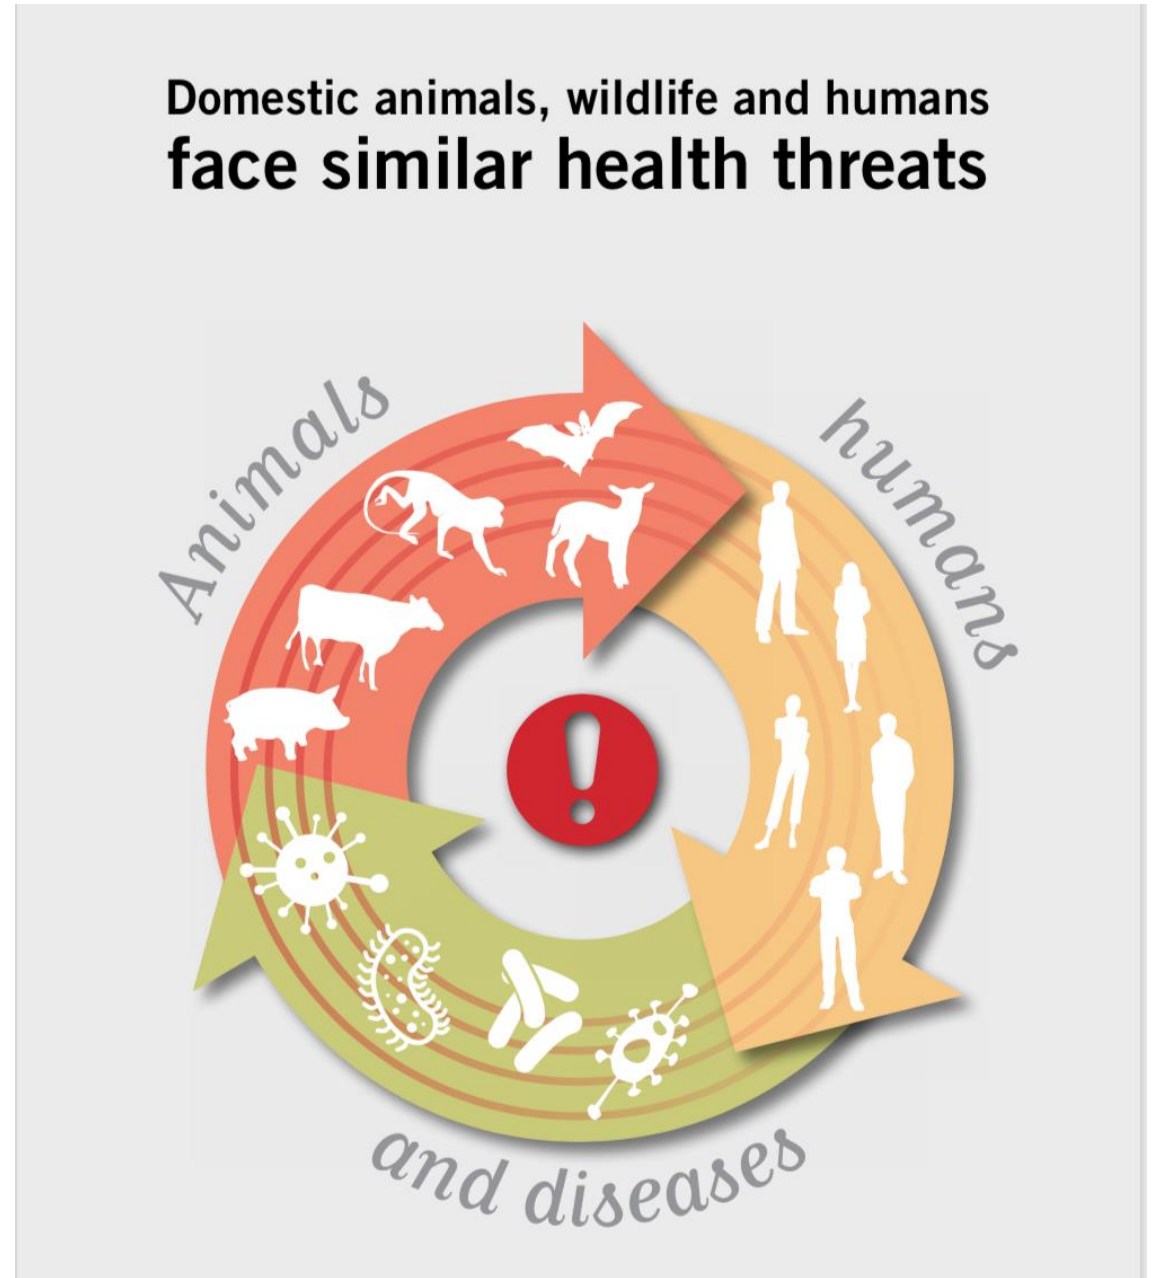 Domestic animals, wildlife and humans
face similar health threats
Animals
humans
and diseases